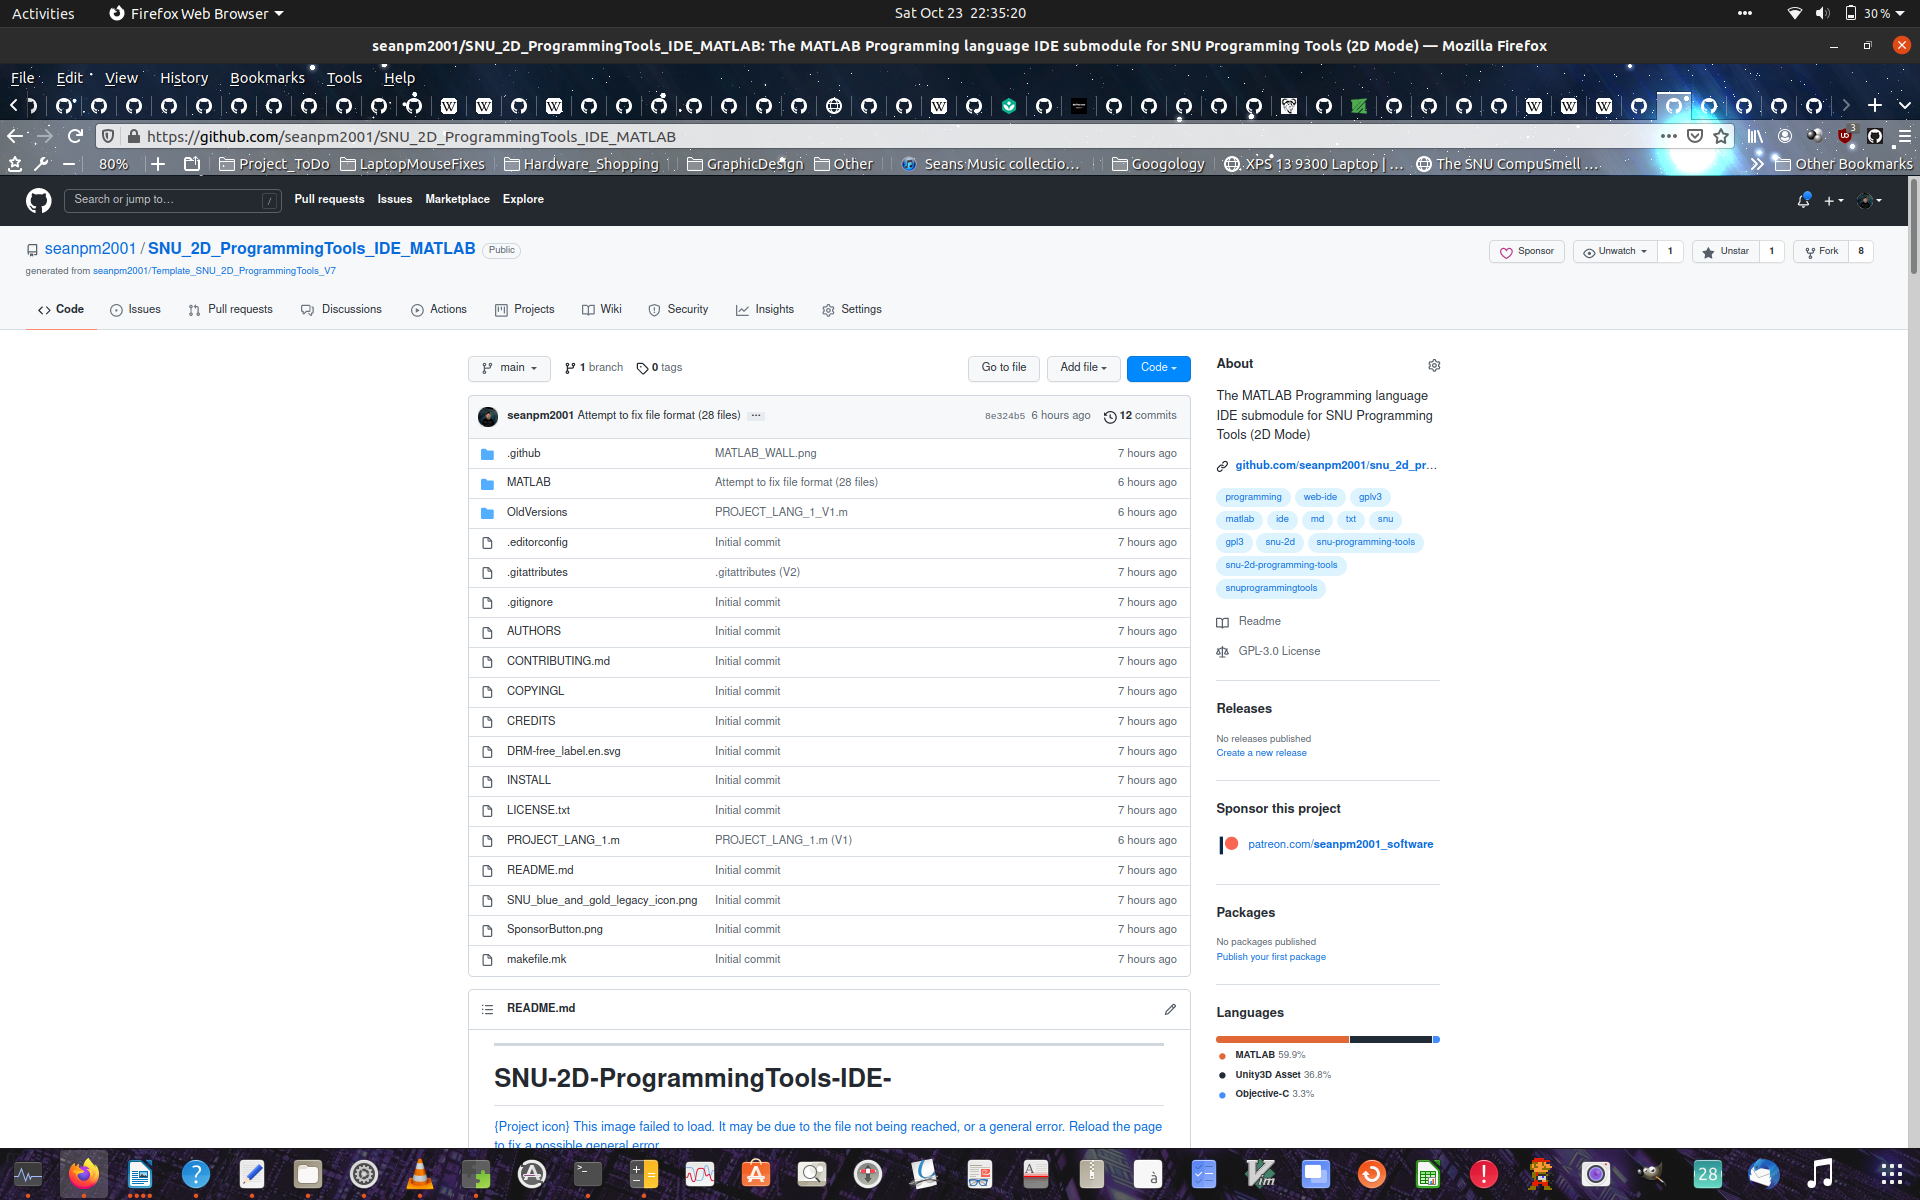 Activities Firefox Web Browser Sat Oct 23 22:35:20 30 %
seanpm2001/SNU_2D_ProgrammingTools_IDE_MATLAB: The MATLAB Programming language IDE submodule for SNU Programming Tools (2D Mode) — Mozilla Firefox
File Edit View History Bookmarks Tools Help
https://github.com/seanpm2001/SNU_2D_ProgrammingTools_IDE_MATLAB 3
80% Project_ToDo LaptopMouseFixes Hardware_Shopping GraphicDesign Other Seans Music collectio… Googology XPS 13 9300 Laptop | … The SNU CompuSmell … Other Bookmarks
Search or jump to… / Pull requests Issues Marketplace Explore
seanpm2001 / SNU_2D_ProgrammingTools_IDE_MATLAB Public Sponsor Unwatch 1 Unstar 1 Fork 8
generated from seanpm2001/Template_SNU_2D_ProgrammingTools_V7
Code Issues Pull requests Discussions Actions Projects Wiki Security Insights Settings
main 1 branch 0 tags Go to file Add file Code
seanpm2001 Attempt to fix file format (28 files) ... 8e324b5 6 hours ago 12 commits
.github MATLAB_WALL.png 7 hours ago
MATLAB Attempt to fix file format (28 files) 6 hours ago
OldVersions PROJECT_LANG_1_V1.m 6 hours ago
.editorconfig Initial commit 7 hours ago
.gitattributes .gitattributes (V2) 7 hours ago
.gitignore Initial commit 7 hours ago
AUTHORS Initial commit 7 hours ago
CONTRIBUTING.md Initial commit 7 hours ago
COPYINGL Initial commit 7 hours ago
CREDITS Initial commit 7 hours ago
DRM-free_label.en.svg Initial commit 7 hours ago
INSTALL Initial commit 7 hours ago
LICENSE.txt Initial commit 7 hours ago
PROJECT_LANG_1.m PROJECT_LANG_1.m (V1) 6 hours ago
README.md Initial commit 7 hours ago
SNU_blue_and_gold_legacy_icon.png Initial commit 7 hours ago
SponsorButton.png Initial commit 7 hours ago
makefile.mk Initial commit 7 hours ago
README.md
SNU-2D-ProgrammingTools-IDE-
{Project icon} This image failed to load. It may be due to the file not being reached, or a general error. Reload the page
to fix a possible general error.
About
The MATLAB Programming language
IDE submodule for SNU Programming
Tools (2D Mode)
github.com/seanpm2001/snu_2d_pr…
programming web-ide gplv3
matlab ide md txt snu
gpl3 snu-2d snu-programming-tools
snu-2d-programming-tools
snuprogrammingtools
Readme
GPL-3.0 License
Releases
No releases published
Create a new release
Sponsor this project
patreon.com/seanpm2001_software
Packages
No packages published
Publish your first package
Languages
MATLAB 59.9%
Unity3D Asset 36.8%
Objective-C 3.3%
28